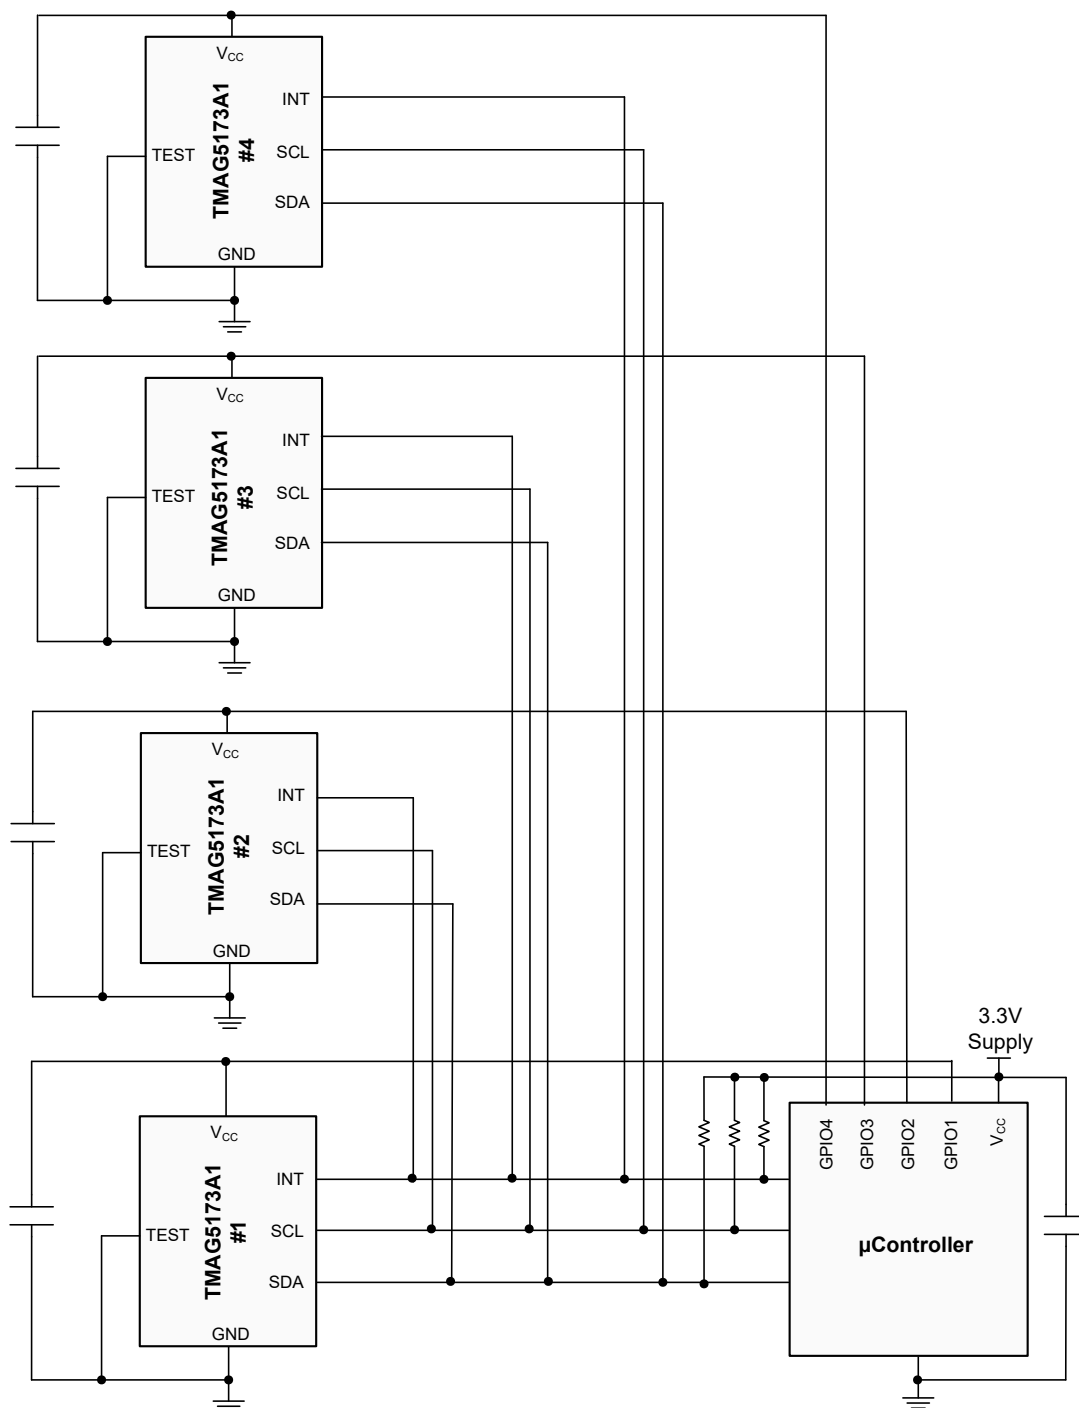 VCC
INT
TEST
TMAG5173A1
#4
SCL
SDA
GND
VCC
INT
TEST
TMAG5173A1
#3
SCL
SDA
GND
VCC
INT
TEST
TMAG5173A1
#2
SCL
SDA
GND
3.3V
Supply
VCC
INT
TEST
TMAG5173A1
#1
SCL
SDA
GND
GPIO4
GPIO3
GPIO2
GPIO1
VCC
µController